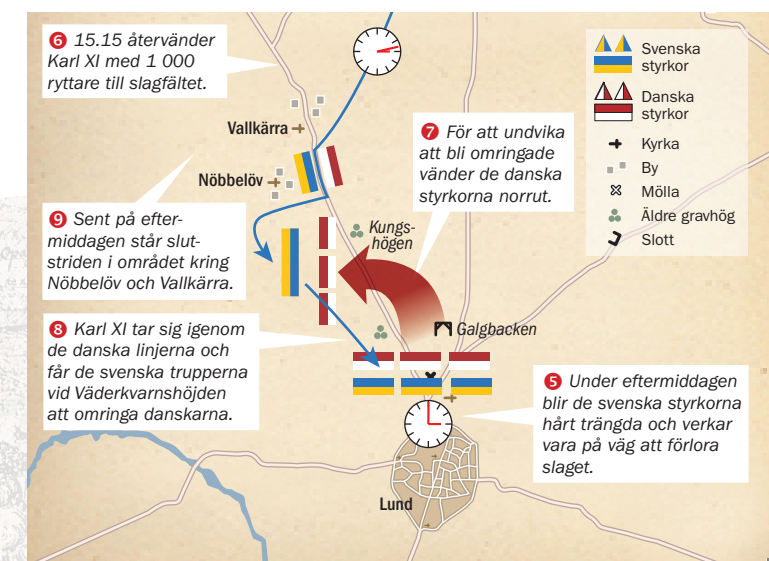 6 15.15 återvänder
Karl XI med 1 000
ryttare till slagfältet.
Svenska
styrkor
Danska
styrkor
Kyrka
By
Mölla
Äldre gravhög
Slott
Vallkärra
7 För att undvika
att bli omringade
vänder de danska
styrkorna norrut.
Nöbbelöv
9 Sent på efter-
middagen står slut-
striden i området kring
Nöbbelöv och Vallkärra.
Kungs-
högen
8 Karl XI tar sig igenom
de danska linjerna och
får de svenska trupperna
vid Väderkvarnshöjden
att omringa danskarna.
Galgbacken
5 Under eftermiddagen
blir de svenska styrkorna
hårt trängda och verkar
vara på väg att förlora
slaget.
Lund